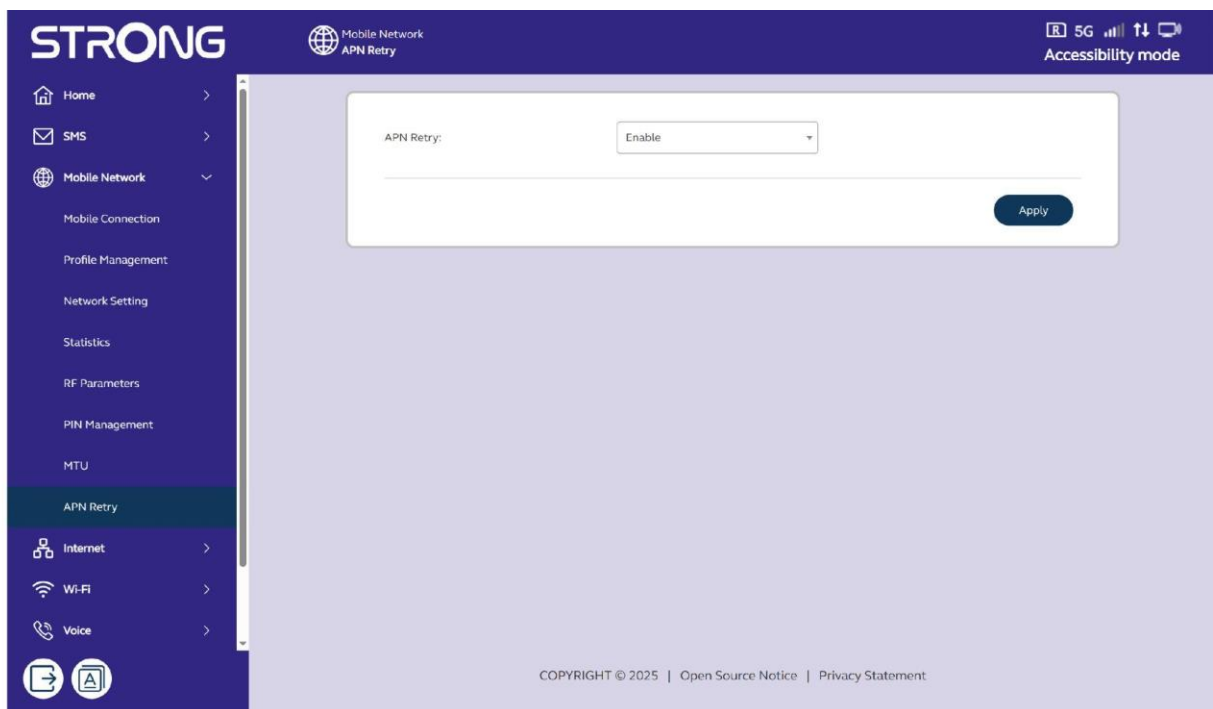 STRONG
Mobile Network
APN Retry
R 5G
Accessibility mode
Home
SMS
Mobile Network
Mobile Connection
Profile Management
Network Setting
Statistics
RF Parameters
PIN Management
MTU
APN Retry
Internet
Wi-Fi
Voice
A
APN Retry: Enable
Apply
COPYRIGHT © 2025 | Open Source Notice | Privacy Statement